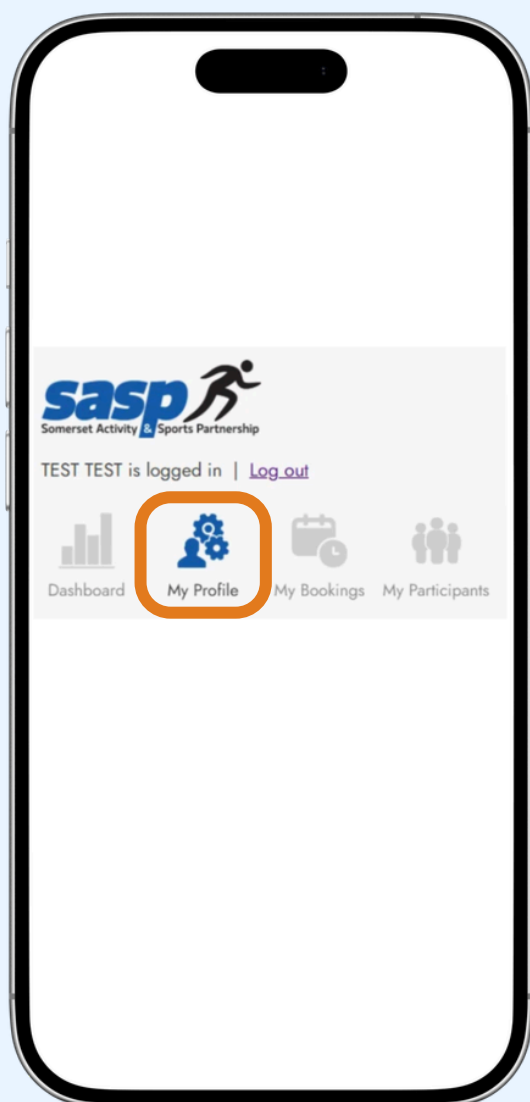 sasp
Somerset Activity & Sports Partnership
TEST TEST is logged in | Log out
Dashboard My Profile My Bookings My Participants